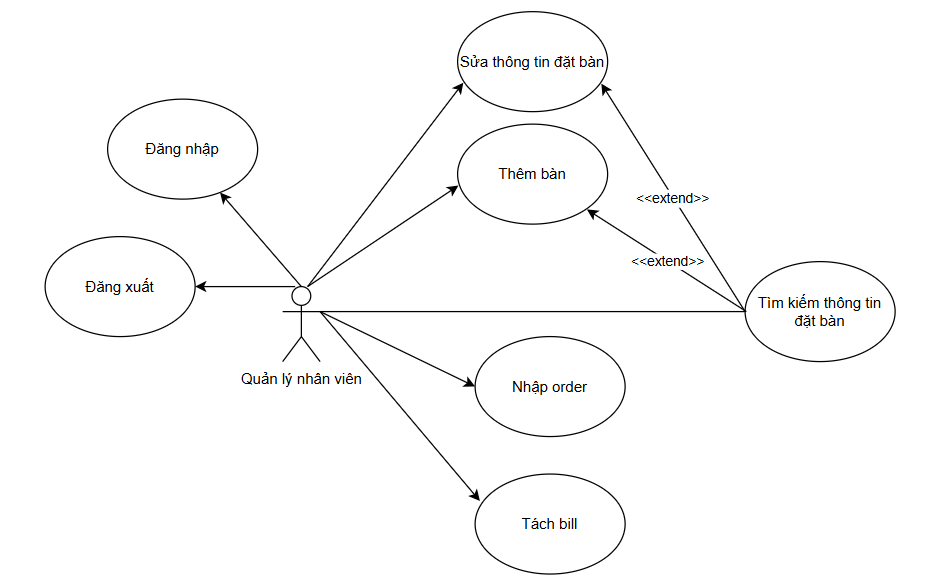 Sửa thông tin đặt bàn
Đăng nhập
Thêm bàn
<<extend>>
<<extend>>
Đăng xuất
Tìm kiếm thông tin
đặt bàn
Quản lý nhân viên
Nhập order
Tách bill